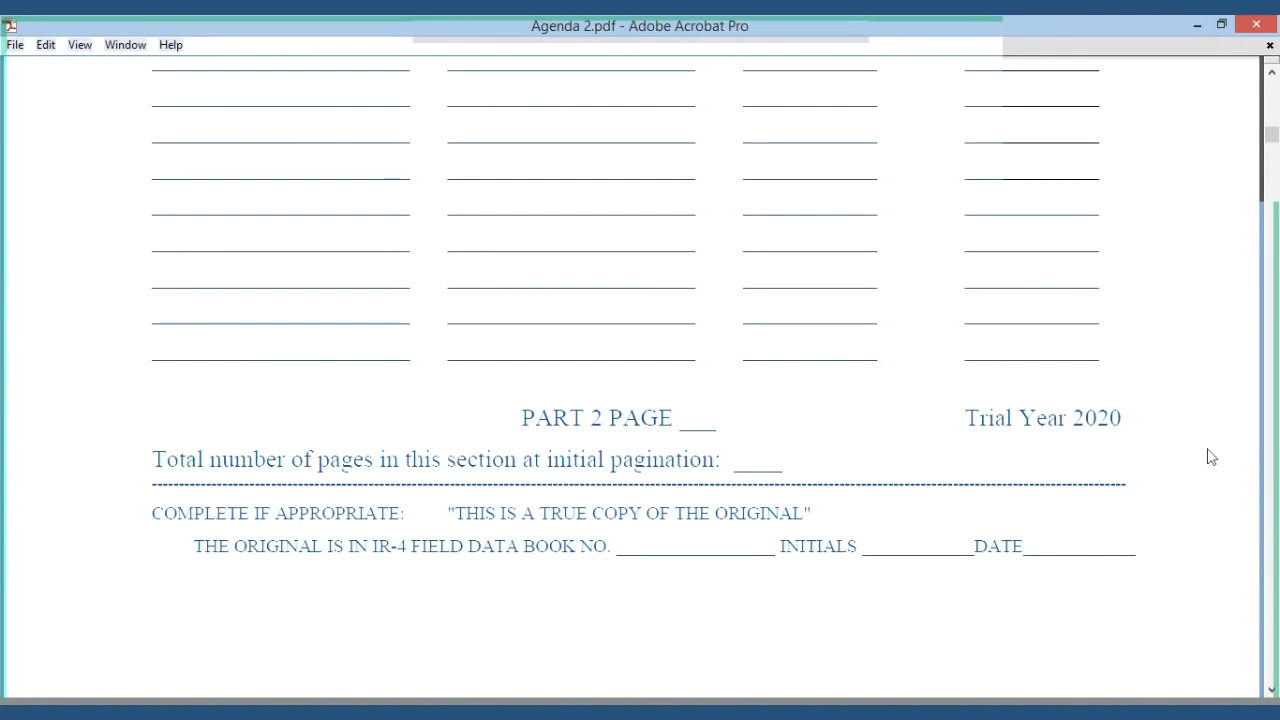 Agenda 2.pdf - Adobe Acrobat Pro
File Edit View Window Help
PART 2 PAGE ___ Trial Year 2020
Total number of pages in this section at initial pagination: ____
COMPLETE IF APPROPRIATE: "THIS IS A TRUE COPY OF THE ORIGINAL"
THE ORIGINAL IS IN IR-4 FIELD DATA BOOK NO. ______________ INITIALS __________DATE__________